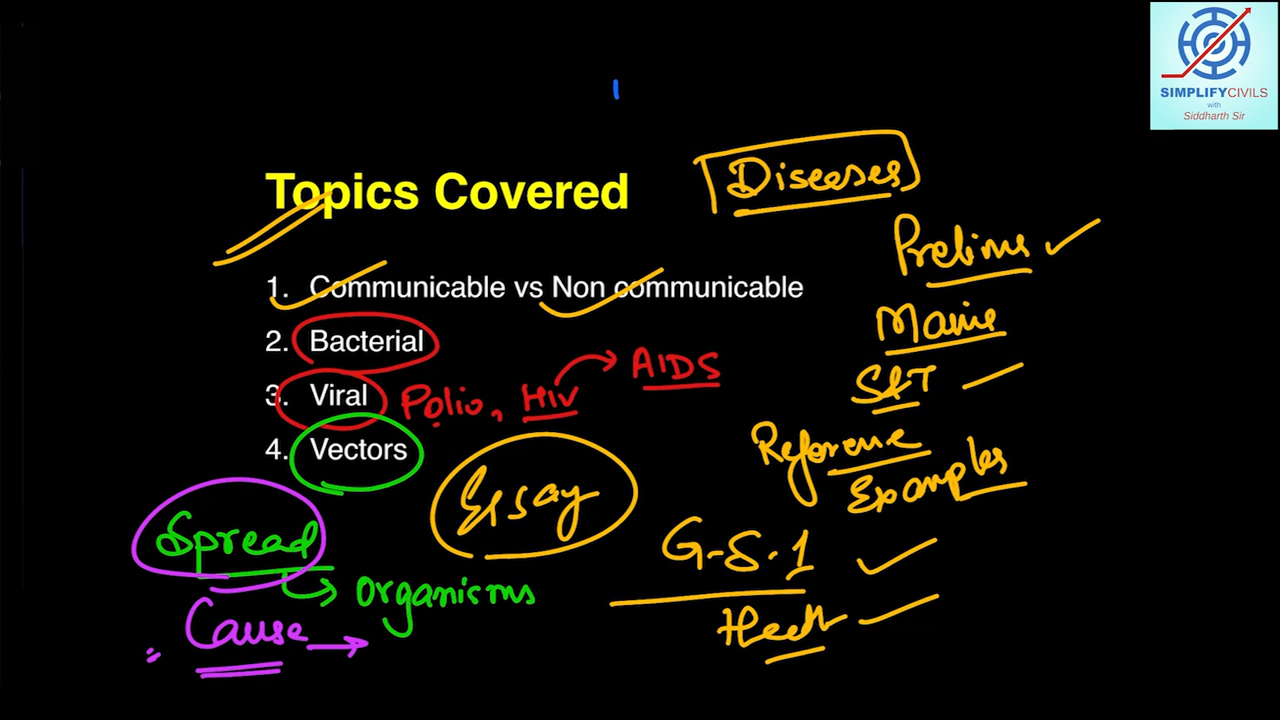 SIMPLIFYCIVILS
with
Siddharth Sir
Topics Covered
Diseases
Prelims
1. Communicable vs Non communicable
Mains
2. Bacterial
3. Viral
Polio, HIV
AIDS
S&T
4. Vectors
Reference
Examples
Essay
Spread
Organisms
G.S.1
Health
Cause